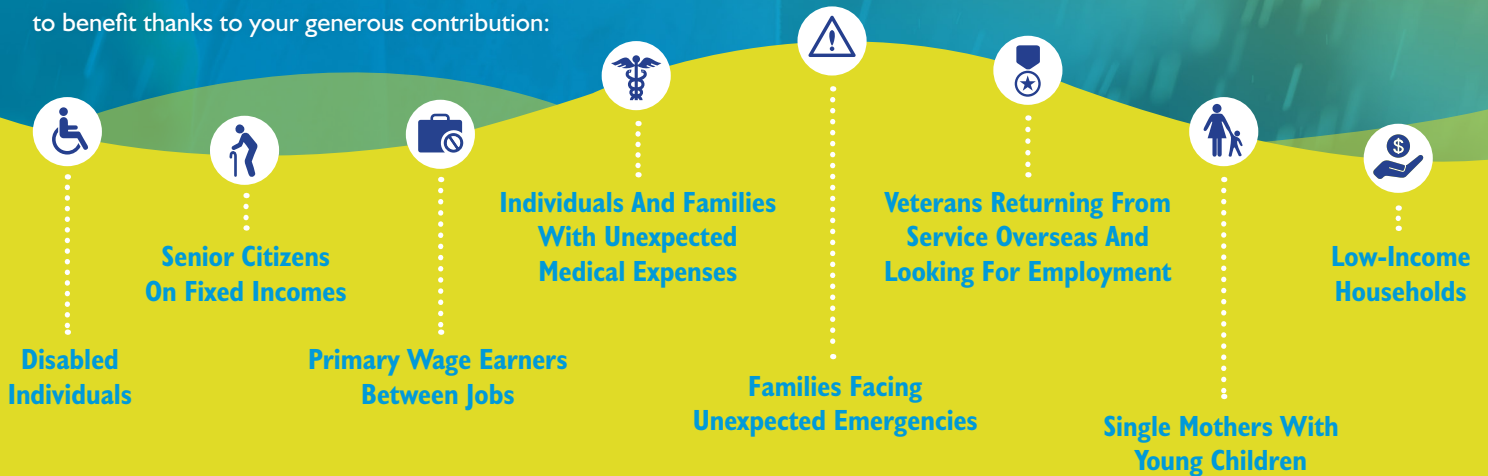 to benefit thanks to your generous contribution:
Disabled
Individuals
Senior Citizens
On Fixed Incomes
Primary Wage Earners
Between Jobs
Individuals And Families
With Unexpected
Medical Expenses
Families Facing
Unexpected Emergencies
Veterans Returning From
Service Overseas And
Looking For Employment
Single Mothers With
Young Children
$
Low-Income
Households